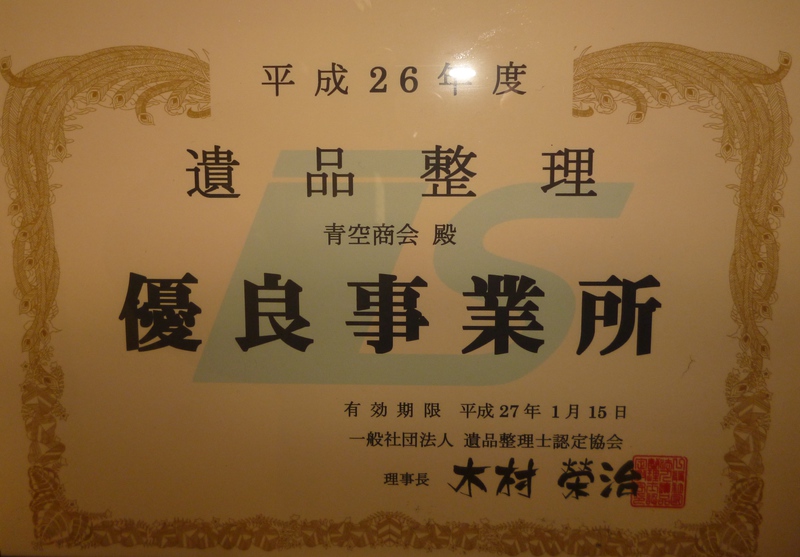 平成26年度
遺品整理
青空商会 殿
優良事業所
有効期限 平成27年1月15日
一般社団法人 遺品整理士認定協会
理事長 木村 榮治